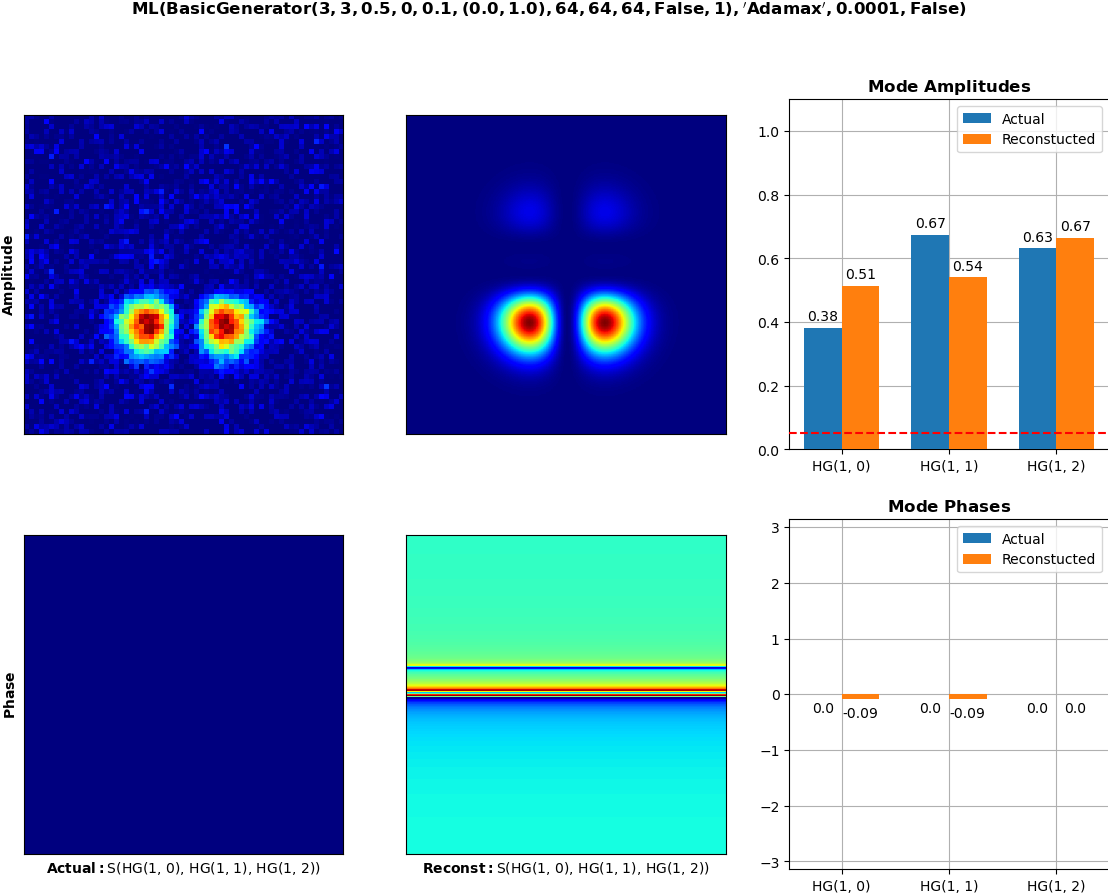 ML(BasicGenerator(3, 3, 0.5, 0, 0.1, (0.0, 1.0), 64, 64, 64, False, 1), ′Adamax′, 0.0001, False)
Amplitude
Mode Amplitudes
Actual
Reconstucted
1.0
0.8
0.6
0.4
0.2
0.0
0.38
0.51
0.67
0.54
0.63
0.67
HG(1, 0)
HG(1, 1)
HG(1, 2)
Phase
Actual: S(HG(1, 0), HG(1, 1), HG(1, 2))
Reconst: S(HG(1, 0), HG(1, 1), HG(1, 2))
Mode Phases
Actual
Reconstucted
3
2
1
0
−1
−2
−3
0.0
-0.09
0.0
-0.09
0.0
0.0
HG(1, 0)
HG(1, 1)
HG(1, 2)